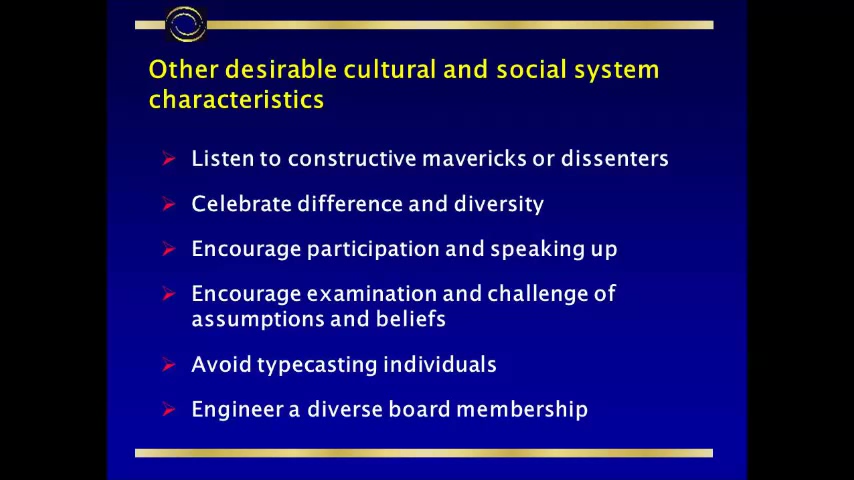 Other desirable cultural and social system
characteristics
Listen to constructive mavericks or dissenters
Celebrate difference and diversity
Encourage participation and speaking up
Encourage examination and challenge of
assumptions and beliefs
Avoid typecasting individuals
Engineer a diverse board membership